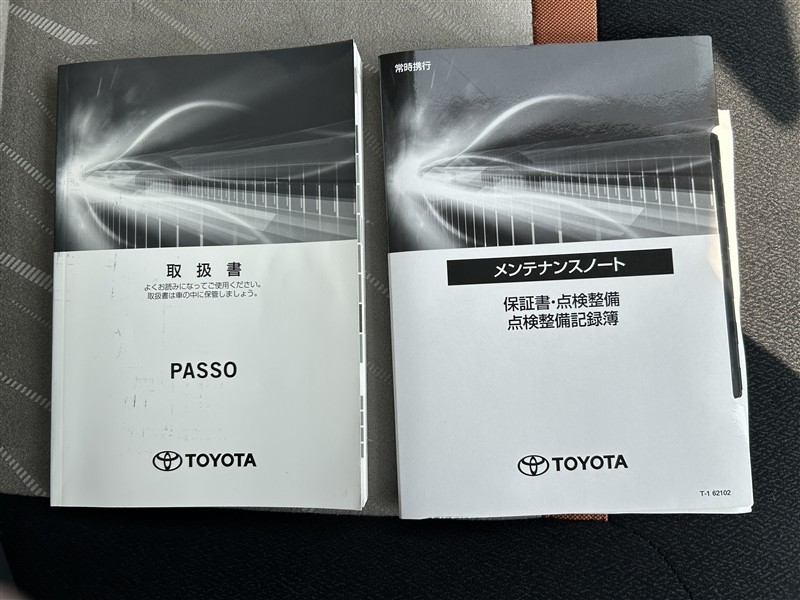 取扱書
よくお読みになってご使用ください。
取扱書は車の中に保管しましょう。
PASSO
TOYOTA
常時携行
メンテナンスノート
保証書・点検整備
点検整備記録簿
TOYOTA
T-1 62102